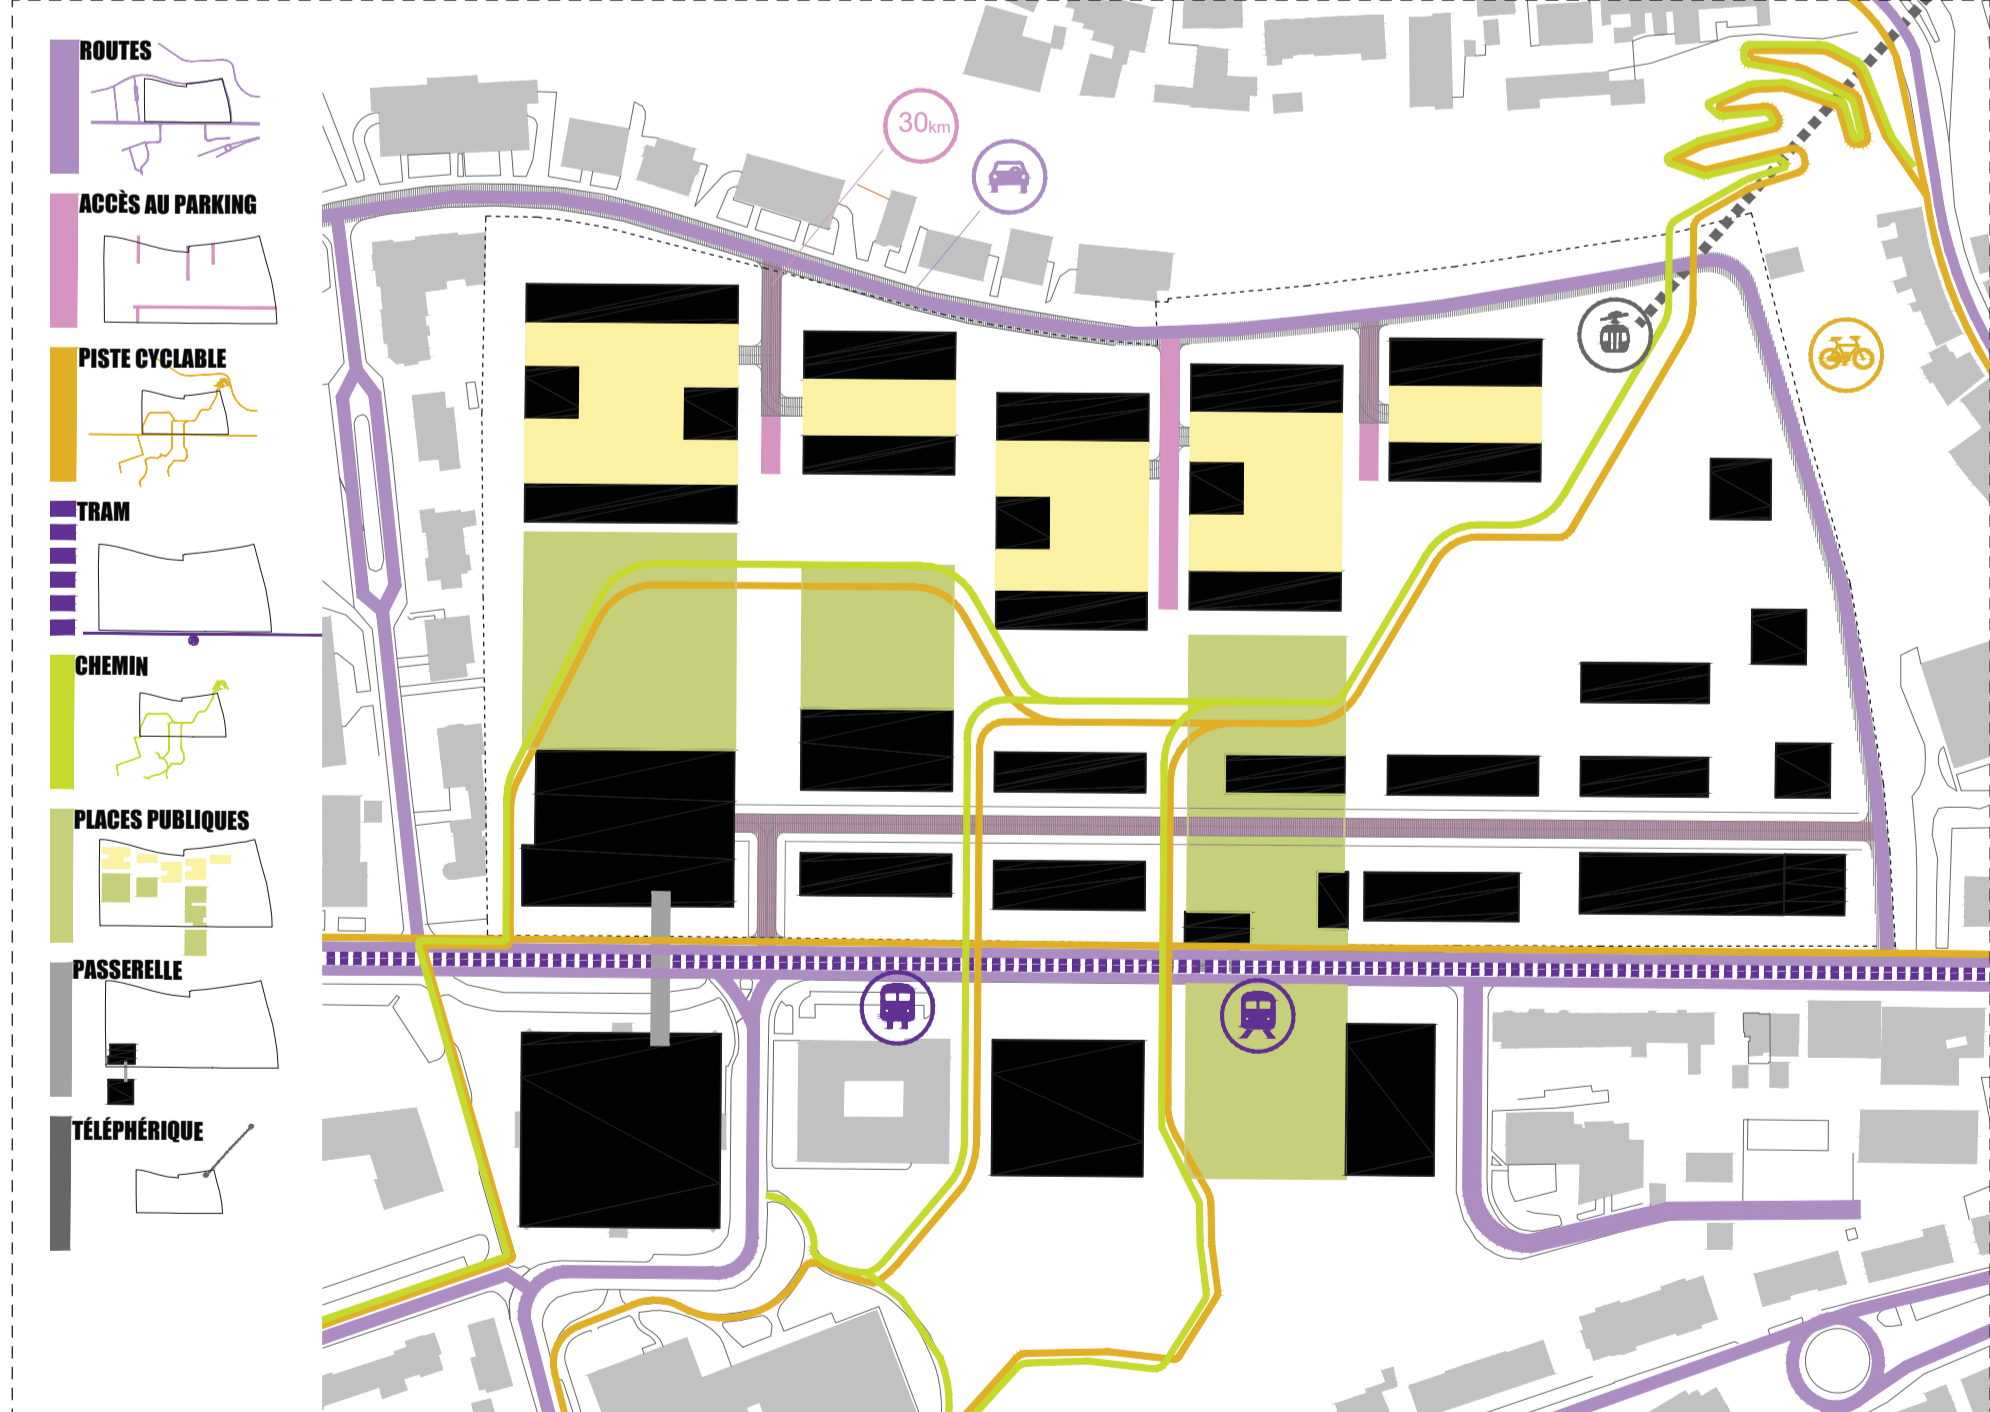 ROUTES
ACCÈS AU PARKING
PISTE CYCLABLE
TRAM
CHEMIN
PLACES PUBLIQUES
PASSERELLE
TÉLÉPHÉRIQUE
30km